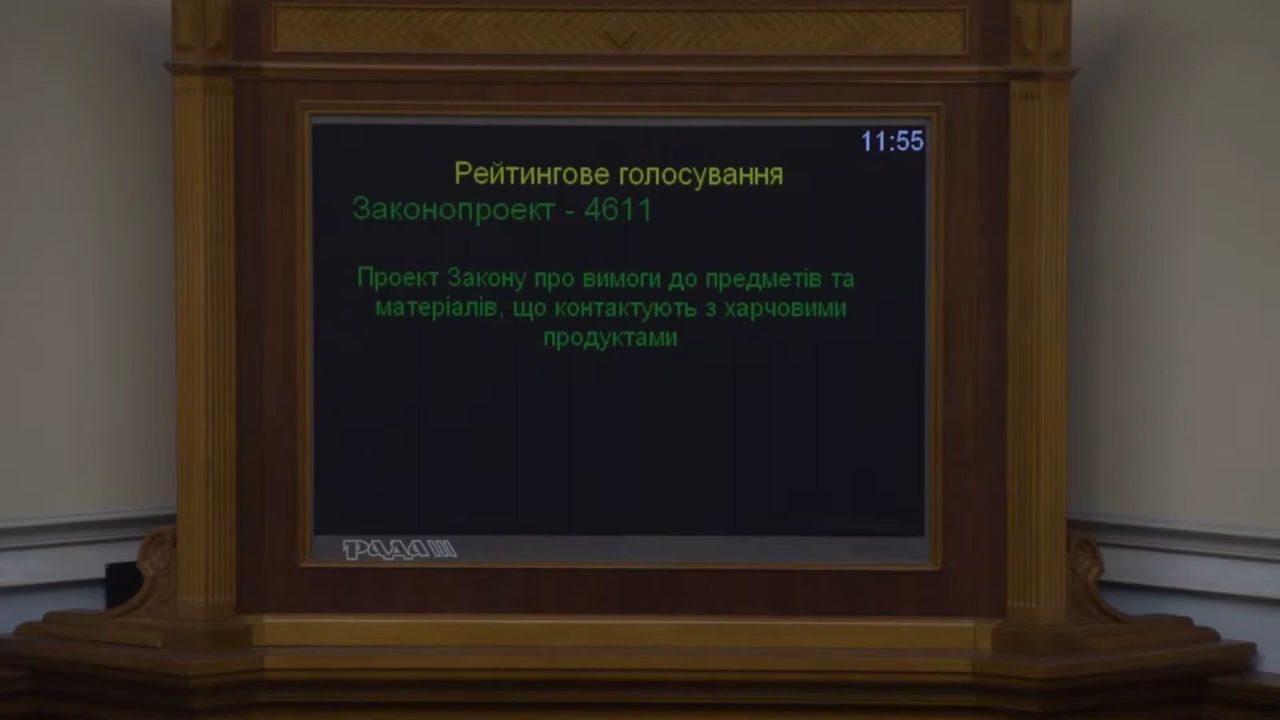 11:55
Рейтингове голосування
Законопроект - 4611
Проект Закону про вимоги до предметів та
матеріалів, що контактують з харчовими
продуктами
РАДА